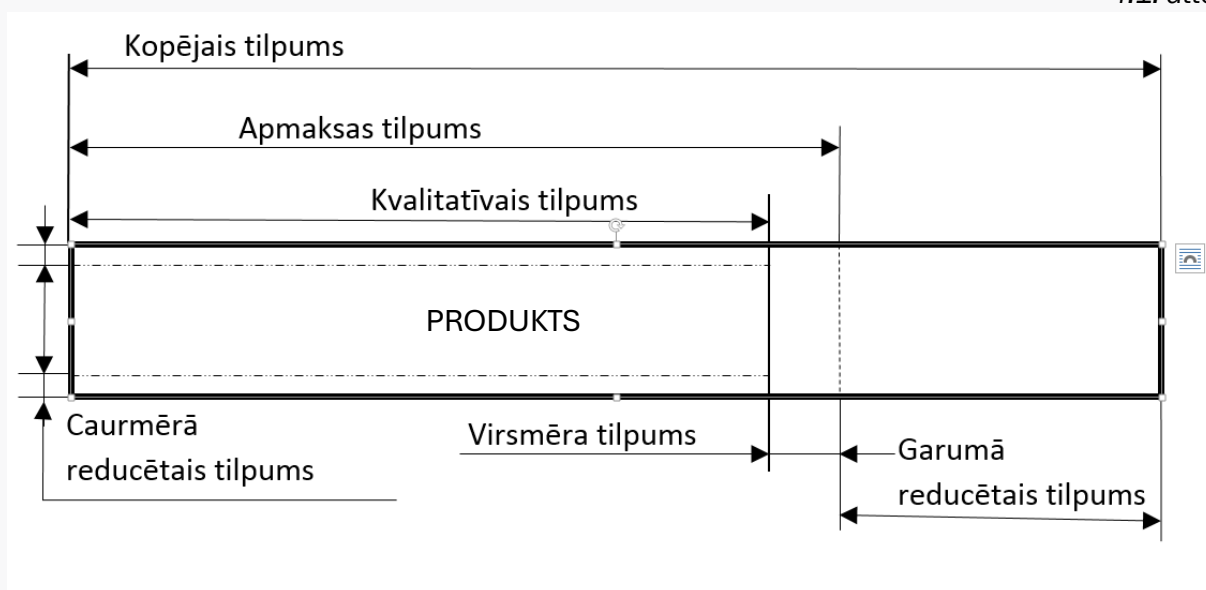 Kopējais tilpums
Apmaksas tilpums
Kvalitatīvais tilpums
PRODUKTS
Caurmērā
reducētais tilpums
Virsmēra tilpums
Garumā
reducētais tilpums